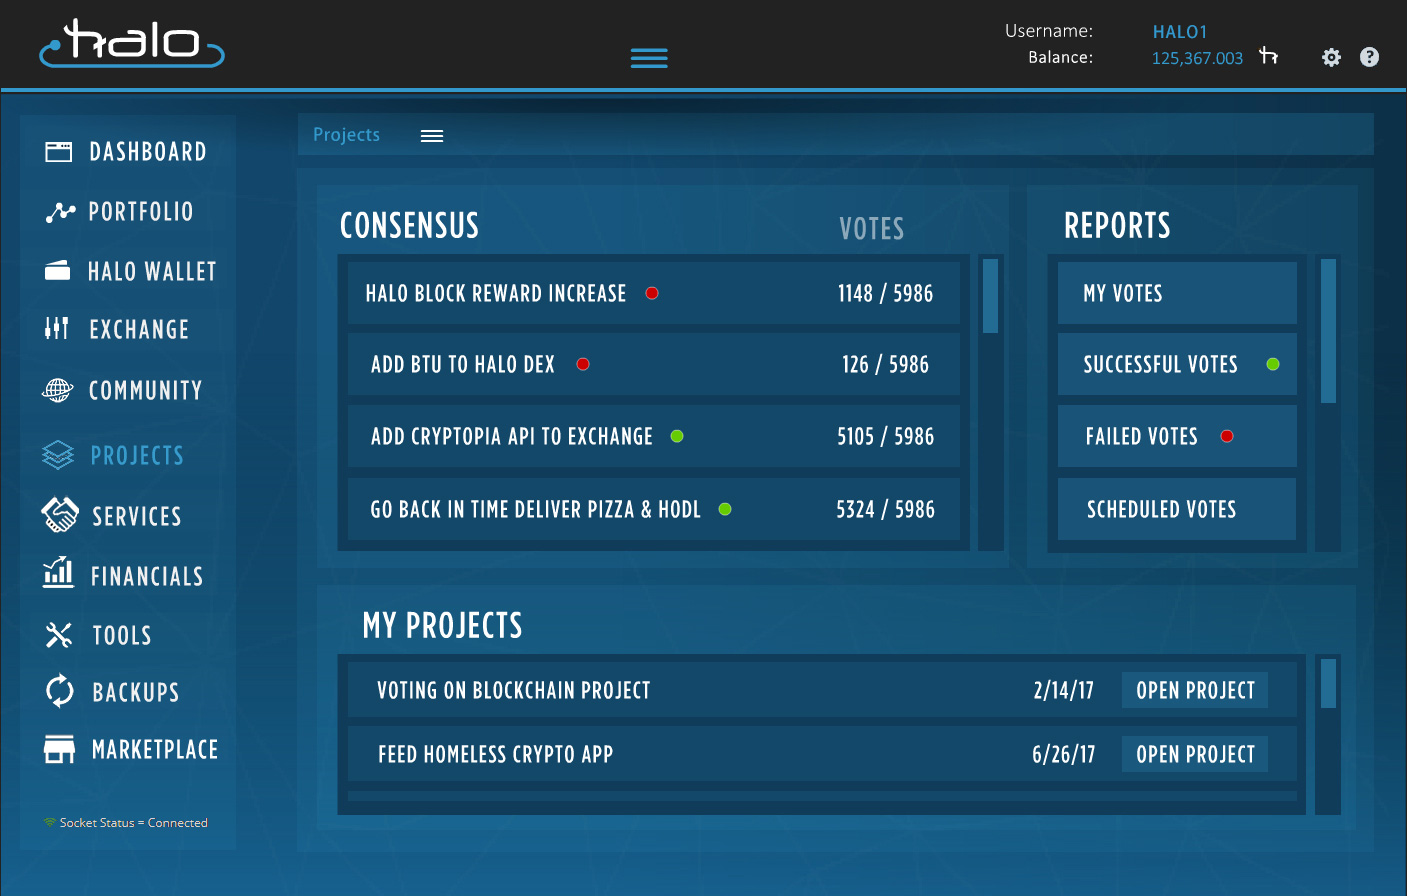 halo
Username: HALO1
Balance: 125,367.003
DASHBOARD
PORTFOLIO
HALO WALLET
EXCHANGE
COMMUNITY
PROJECTS
SERVICES
FINANCIALS
TOOLS
BACKUPS
MARKETPLACE
Socket Status = Connected
Projects
CONSENSUS VOTES
HALO BLOCK REWARD INCREASE 1148 / 5986
ADD BTU TO HALO DEX 126 / 5986
ADD CRYPTOPIA API TO EXCHANGE 5105 / 5986
GO BACK IN TIME DELIVER PIZZA & HODL 5324 / 5986
REPORTS
MY VOTES
SUCCESSFUL VOTES
FAILED VOTES
SCHEDULED VOTES
MY PROJECTS
VOTING ON BLOCKCHAIN PROJECT 2/14/17 OPEN PROJECT
FEED HOMELESS CRYPTO APP 6/26/17 OPEN PROJECT